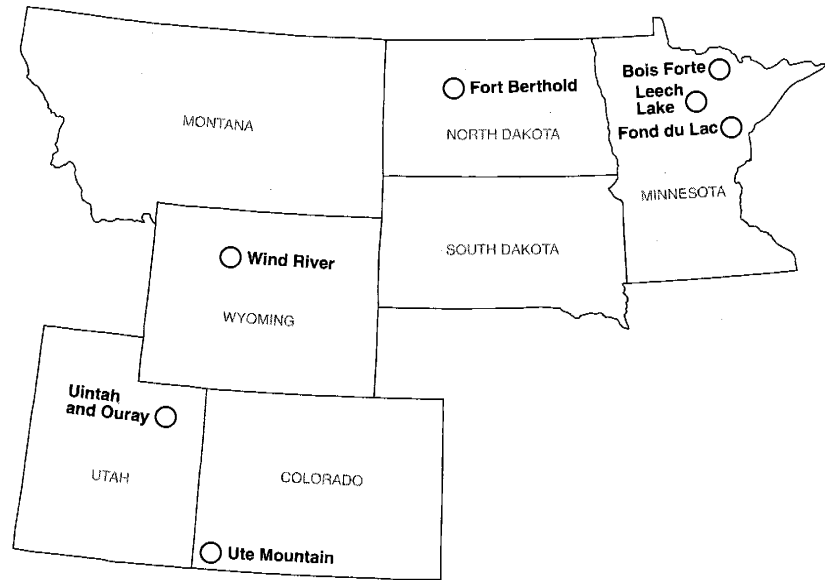 Bois Forte
Fort Berthold
Leech
Lake
MONTANA
NORTH DAKOTA
Fond du Lac
MINNESOTA
SOUTH DAKOTA
Wind River
WYOMING
Uintah
and Ouray
UTAH
COLORADO
Ute Mountain